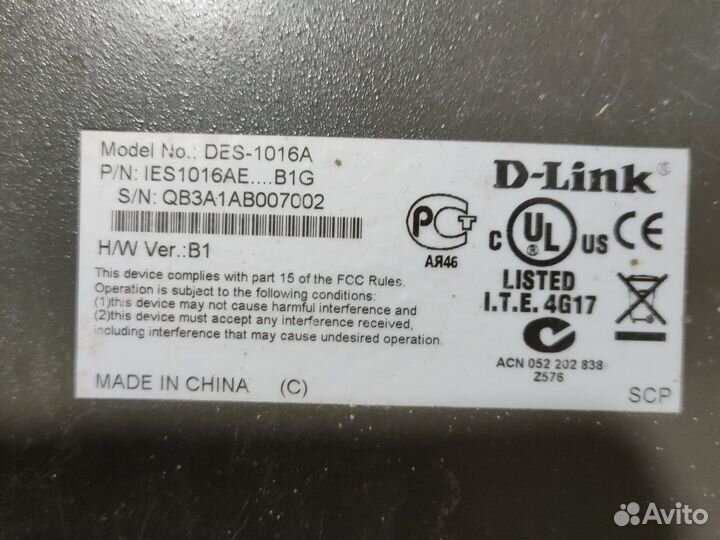 Model No.: DES-1016A
P/N: IES1016AE....B1G
S/N: QB3A1AB007002
H/W Ver.:B1
This device complies with part 15 of the FCC Rules.
Operation is subject to the following conditions:
(1)this device may not cause harmful interference and
(2)this device must accept any interference received,
including interference that may cause undesired operation.
MADE IN CHINA (C)
D-Link®
РСТ
АЯ46
C UL ® US CE
LISTED
I.T.E. 4G17
ACN 052 202 838
Z576
SCP
Avito